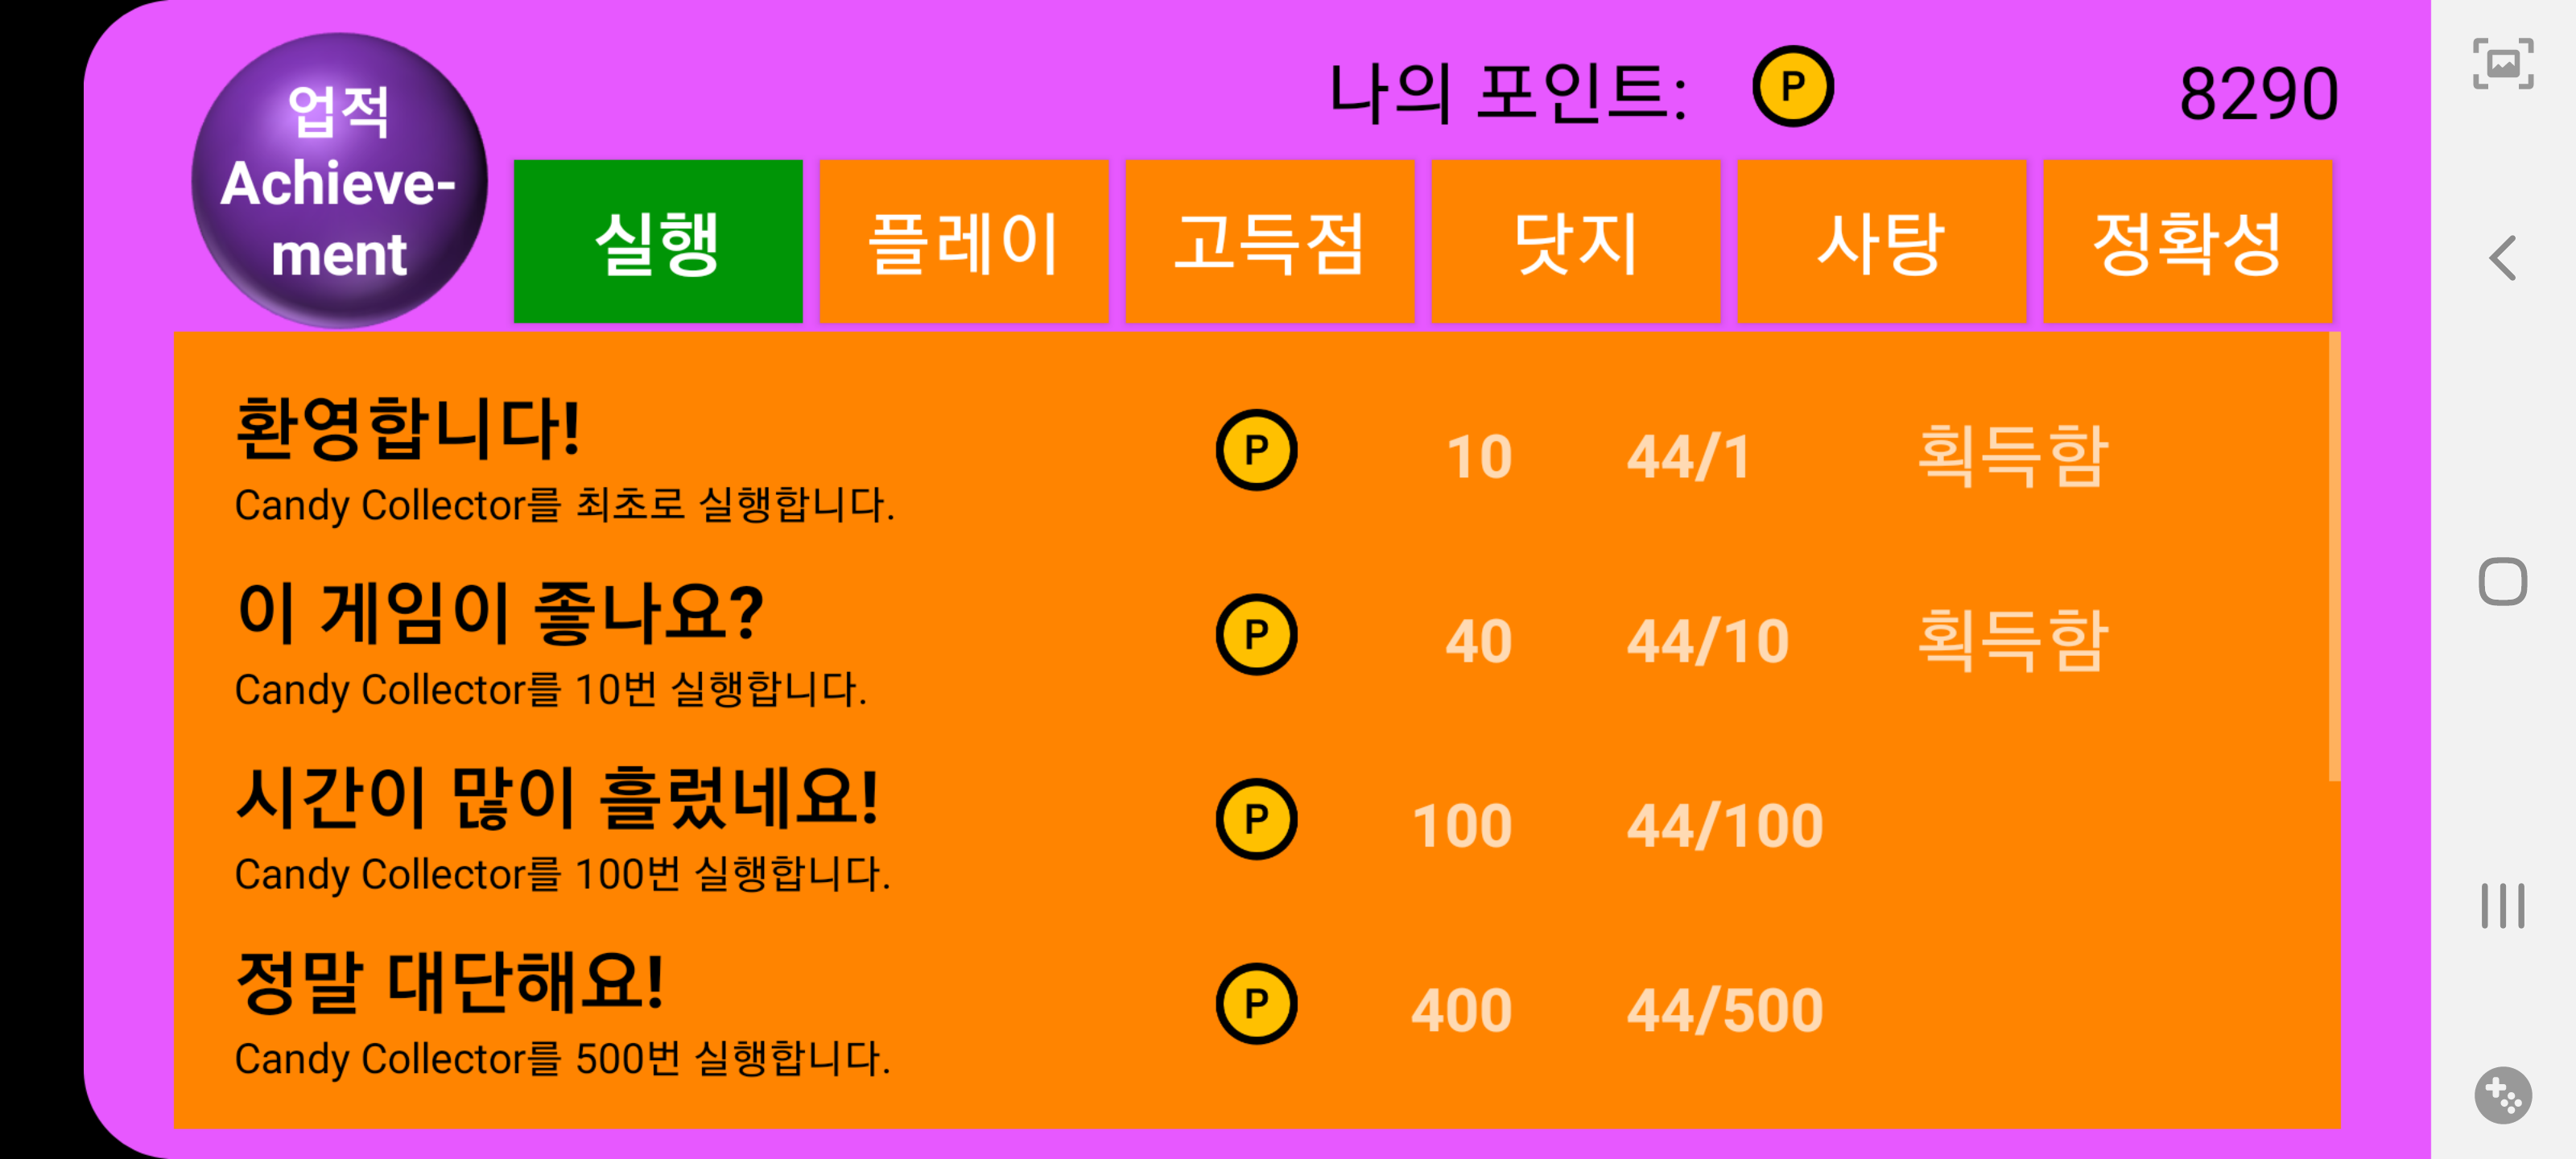 업적
Achieve-
ment
나의 포인트: P 8290
실행 플레이 고득점 닷지 사탕 정확성
환영합니다!
Candy Collector를 최초로 실행합니다.
P 10 44/1 획득함
이 게임이 좋나요?
Candy Collector를 10번 실행합니다.
P 40 44/10 획득함
시간이 많이 흘렀네요!
Candy Collector를 100번 실행합니다.
P 100 44/100
정말 대단해요!
Candy Collector를 500번 실행합니다.
P 400 44/500